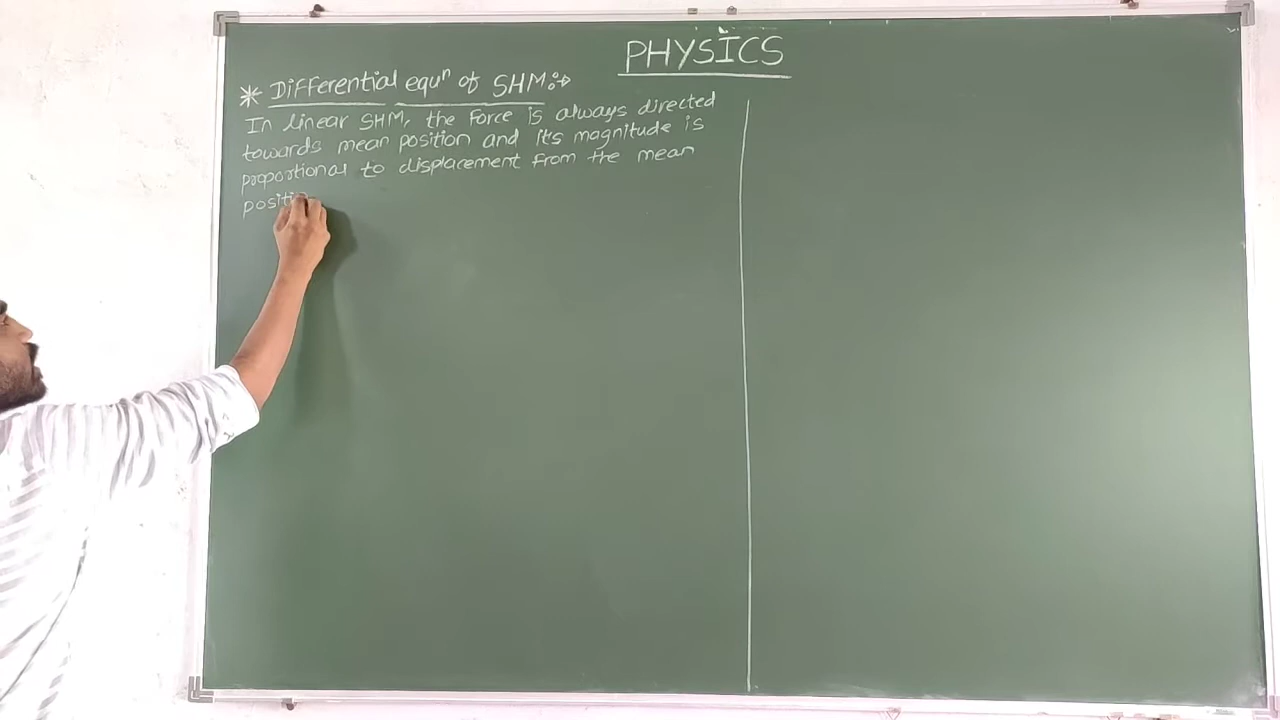 PHYSICS
* Differential equⁿ of SHM:→
In linear SHM, the Force is always directed
towards mean position and its magnitude is
proportional to displacement from the mean
positi